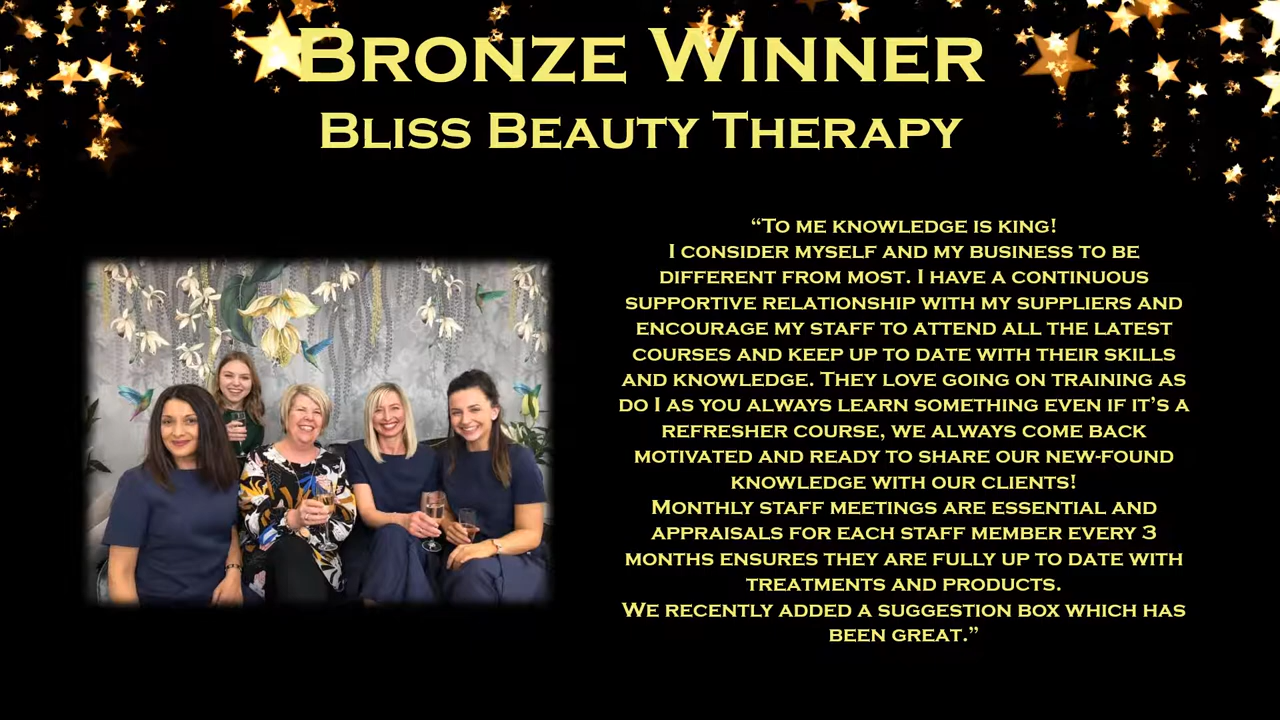 Bronze Winner
Bliss Beauty Therapy
“To me knowledge is king!
I consider myself and my business to be
different from most. I have a continuous
supportive relationship with my suppliers and
encourage my staff to attend all the latest
courses and keep up to date with their skills
and knowledge. They love going on training as
do I as you always learn something even if it’s a
refresher course, we always come back
motivated and ready to share our new-found
knowledge with our clients!
Monthly staff meetings are essential and
appraisals for each staff member every 3
months ensures they are fully up to date with
treatments and products.
We recently added a suggestion box which has
been great.”